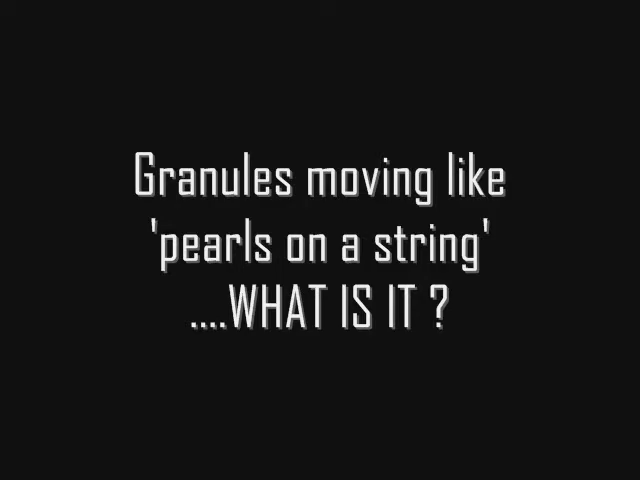 Granules moving like
'pearls on a string'
....WHAT IS IT ?